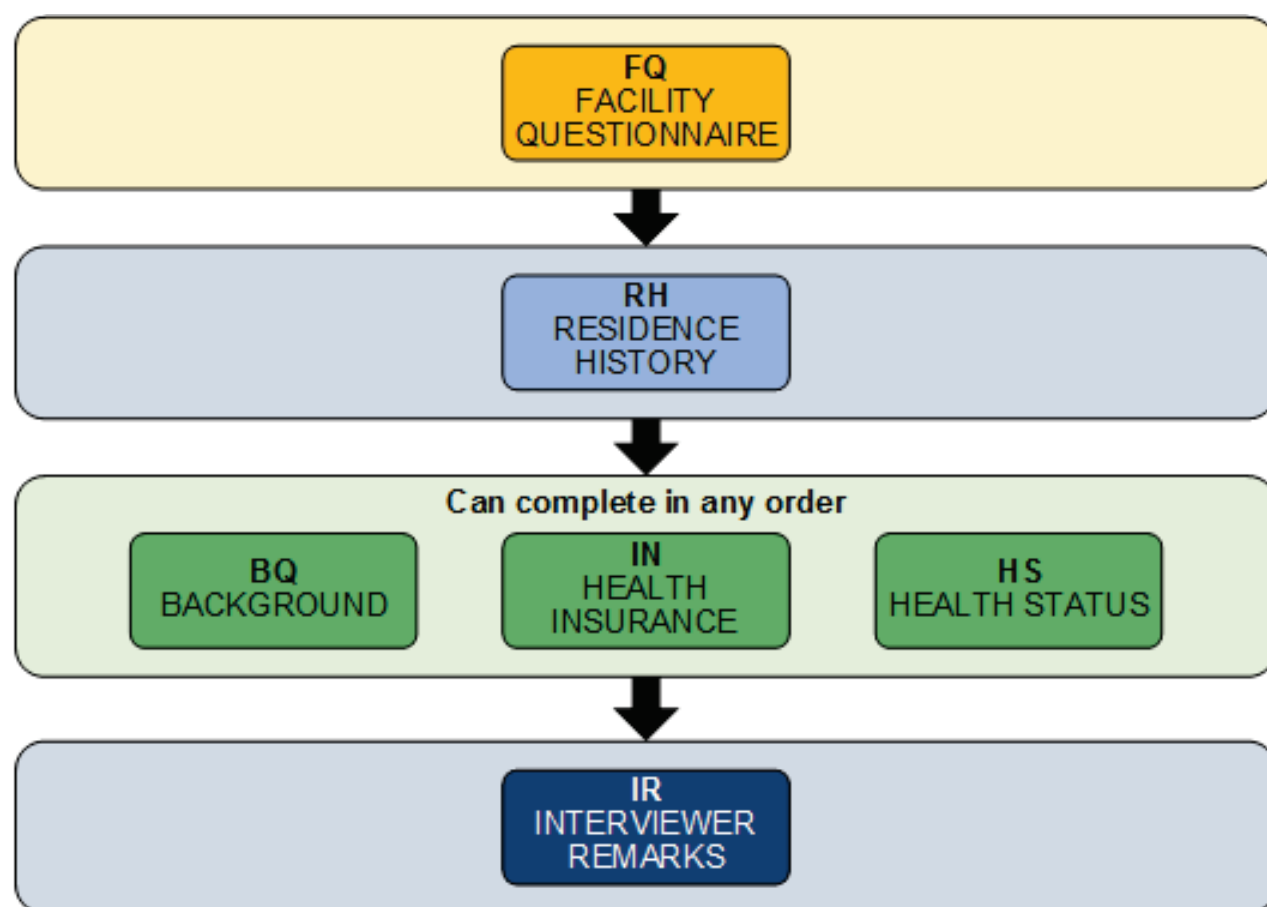 FQ
FACILITY
QUESTIONNAIRE
RH
RESIDENCE
HISTORY
Can complete in any order
BQ
BACKGROUND
IN
HEALTH
INSURANCE
HS
HEALTH STATUS
IR
INTERVIEWER
REMARKS